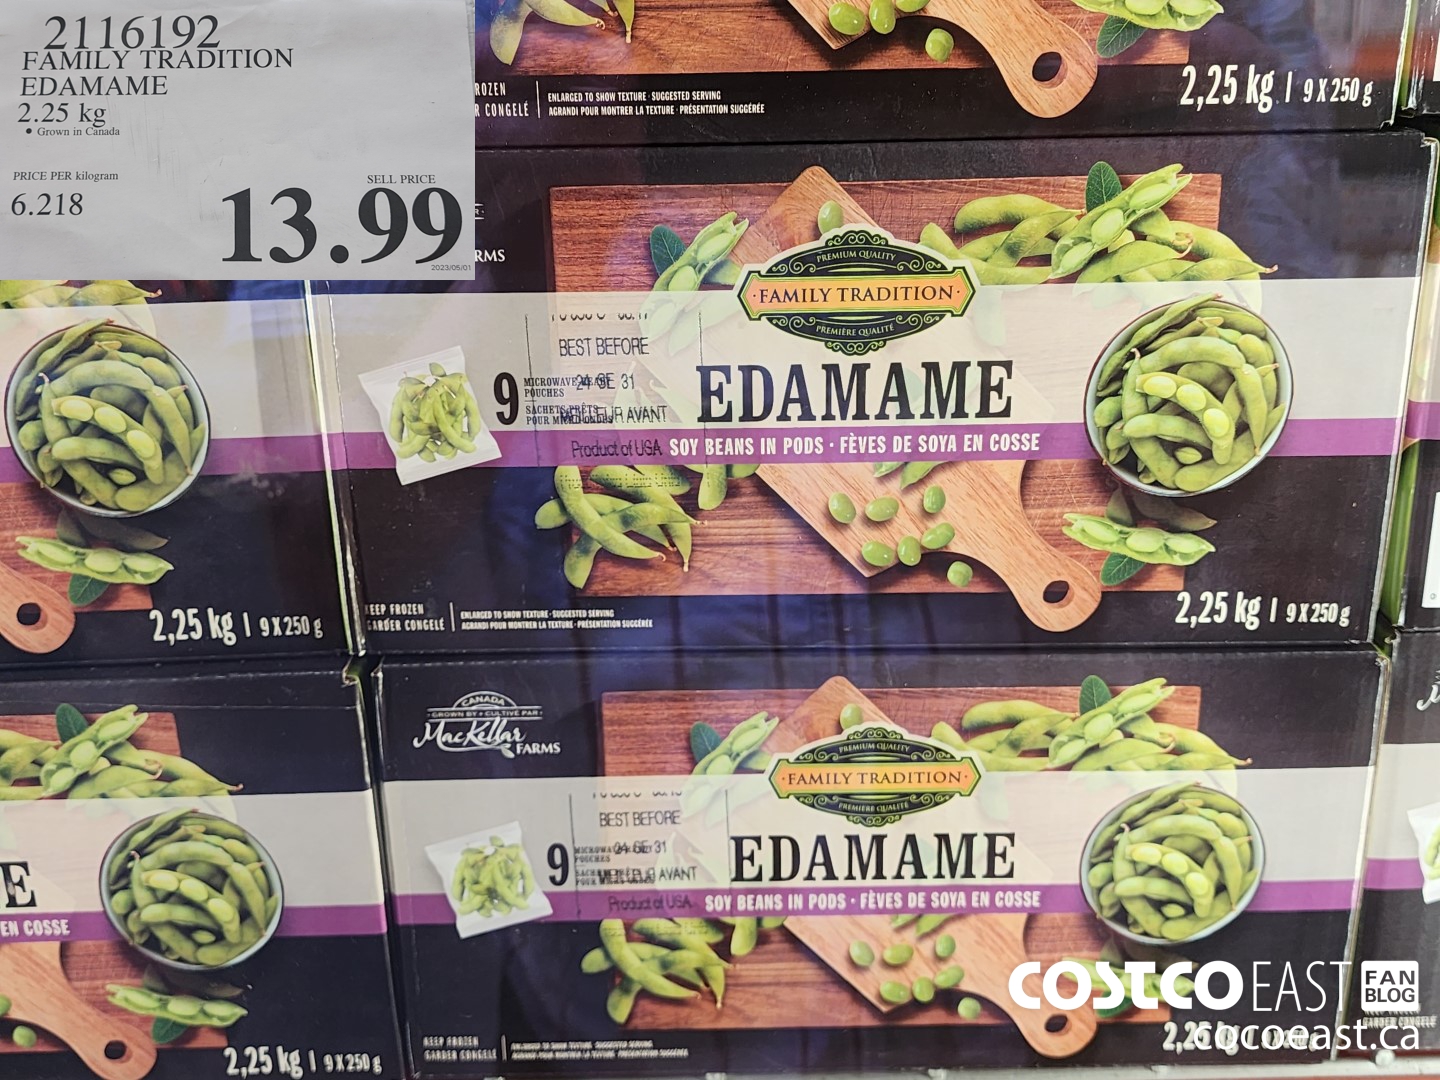 2116192
FAMILY TRADITION
EDAMAME
2.25 kg
• Grown in Canada
PRICE PER kilogram
6.218
SELL PRICE
13.99
2023/05/01
ROZEN
R CONGELÉ
ENLARGED TO SHOW TEXTURE · SUGGESTED SERVING
AGRANDI POUR MONTRER LA TEXTURE · PRÉSENTATION SUGGÉRÉE
2,25 kg | 9 X 250 g
RMS
PREMIUM QUALITY
·FAMILY TRADITION·
PREMIÈRE QUALITÉ
BEST BEFORE
9
POUCHES
EDAMAME
Product of USA
SOY BEANS IN PODS · FÈVES DE SOYA EN COSSE
KEEP FROZEN
GARDER CONGELÉ
ENLARGED TO SHOW TEXTURE · SUGGESTED SERVING
AGRANDI POUR MONTRER LA TEXTURE · PRÉSENTATION SUGGÉRÉE
2,25 kg | 9 X 250 g
2,25 kg | 9 X 250 g
CANADA
GROWN BY • CULTIVÉ PAR
MacKellar
FARMS
PREMIUM QUALITY
·FAMILY TRADITION·
PREMIÈRE QUALITÉ
BEST BEFORE
9
POUCHES
AVANT
EDAMAME
Product of USA
SOY BEANS IN PODS · FÈVES DE SOYA EN COSSE
E
EN COSSE
KEEP FROZEN
GARDER CONGELÉ
2,25 kg | 9 X 250 g
COSTCO EAST FAN BLOG
cocoeast.ca